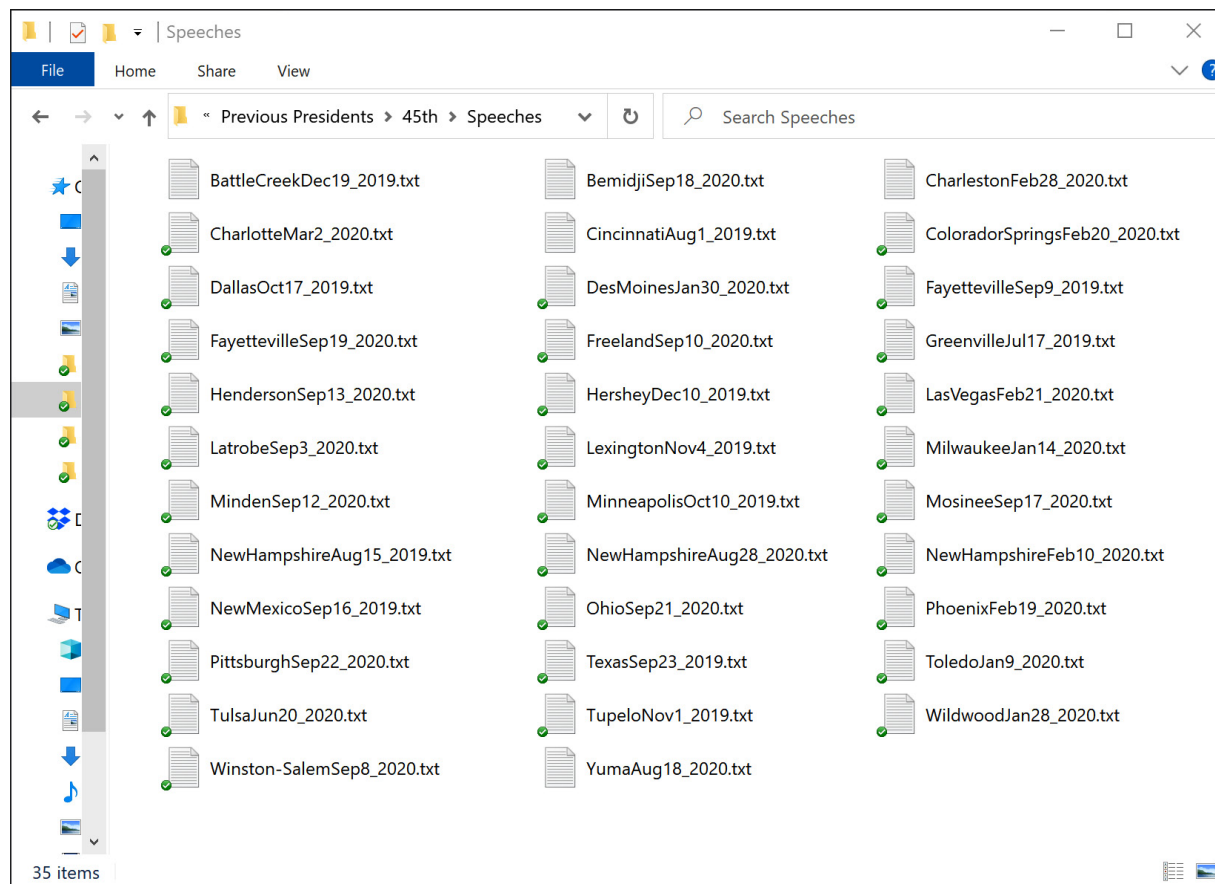 Speeches
File Home Share View
« Previous Presidents > 45th > Speeches Search Speeches
BattleCreekDec19_2019.txt BemidjiSep18_2020.txt CharlestonFeb28_2020.txt
CharlotteMar2_2020.txt CincinnatiAug1_2019.txt ColoradorSpringsFeb20_2020.txt
DallasOct17_2019.txt DesMoinesJan30_2020.txt FayettevilleSep9_2019.txt
FayettevilleSep19_2020.txt FreelandSep10_2020.txt GreenvilleJul17_2019.txt
HendersonSep13_2020.txt HersheyDec10_2019.txt LasVegasFeb21_2020.txt
LatrobeSep3_2020.txt LexingtonNov4_2019.txt MilwaukeeJan14_2020.txt
MindenSep12_2020.txt MinneapolisOct10_2019.txt MosineeSep17_2020.txt
NewHampshireAug15_2019.txt NewHampshireAug28_2020.txt NewHampshireFeb10_2020.txt
NewMexicoSep16_2019.txt OhioSep21_2020.txt PhoenixFeb19_2020.txt
PittsburghSep22_2020.txt TexasSep23_2019.txt ToledoJan9_2020.txt
TulsaJun20_2020.txt TupeloNov1_2019.txt WildwoodJan28_2020.txt
Winston-SalemSep8_2020.txt YumaAug18_2020.txt
35 items